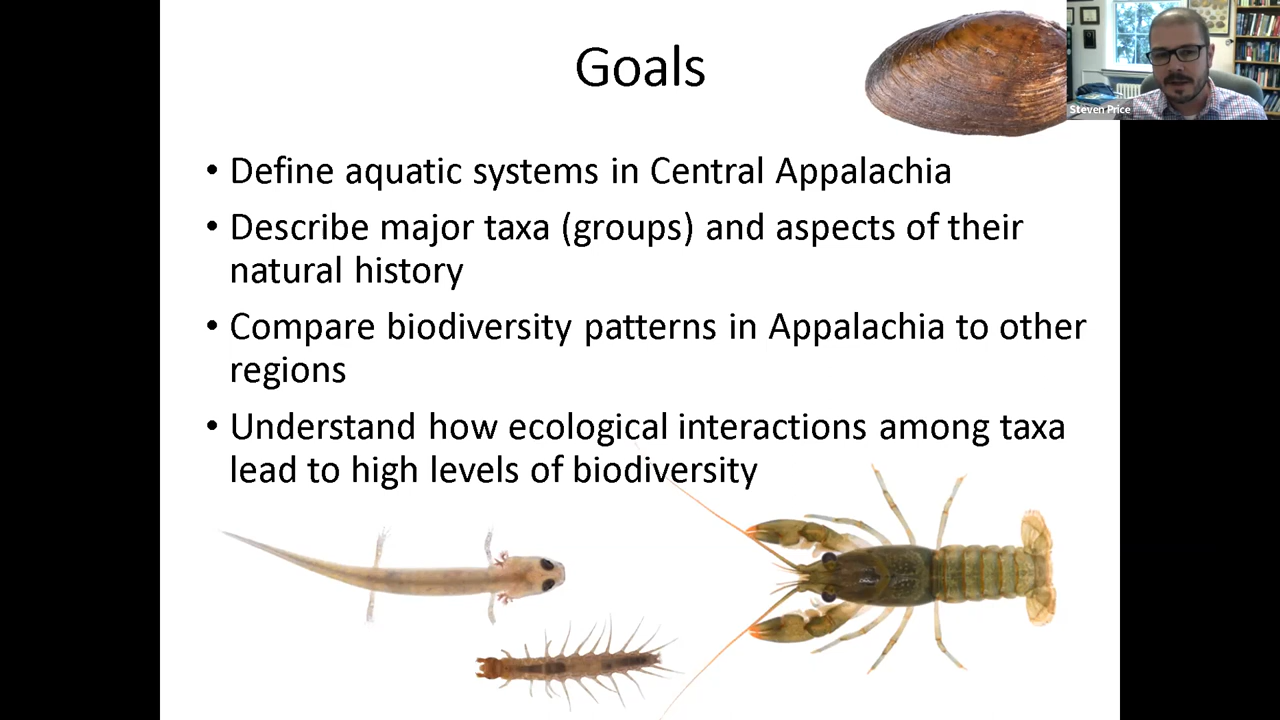 Goals
Steven Price
• Define aquatic systems in Central Appalachia
• Describe major taxa (groups) and aspects of their
natural history
• Compare biodiversity patterns in Appalachia to other
regions
• Understand how ecological interactions among taxa
lead to high levels of biodiversity